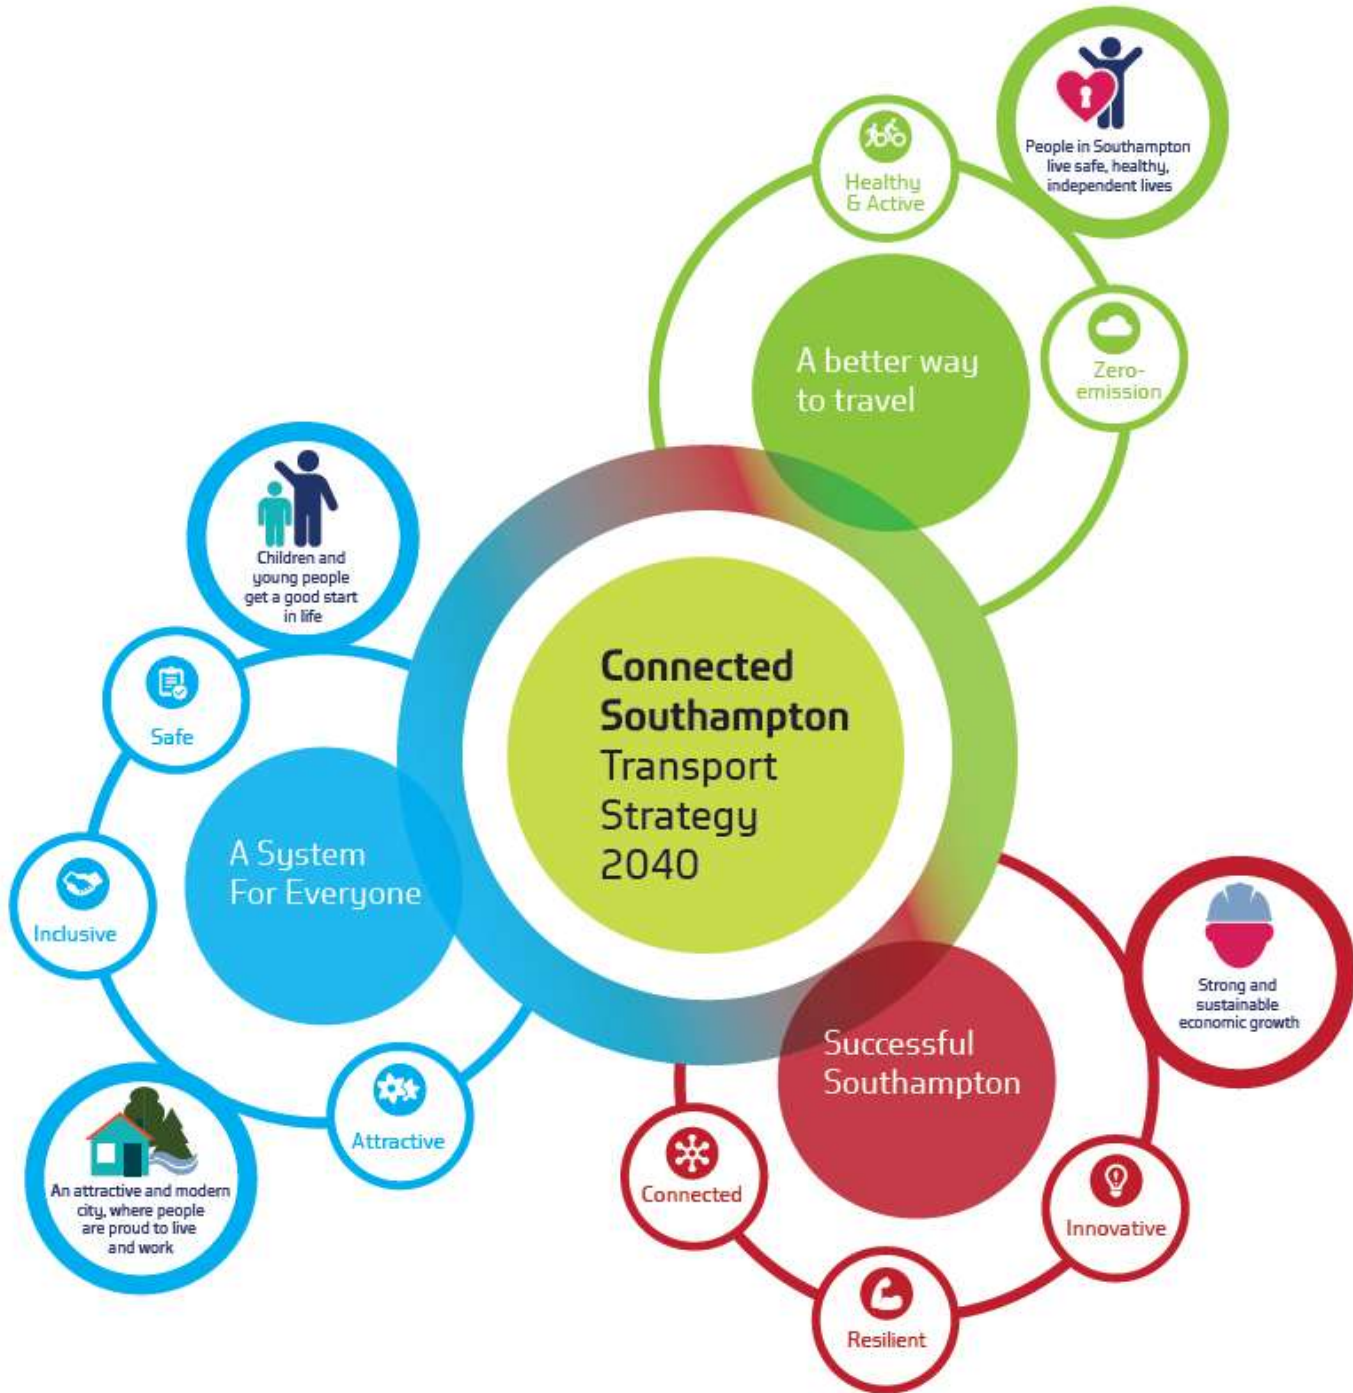 People in Southampton
live safe, healthy,
independent lives
Healthy
& Active
A better way
to travel
Zero-
emission
Children and
young people
get a good start
in life
Safe
A System
For Everyone
Inclusive
Attractive
An attractive and modern
city, where people
are proud to live
and work
Connected
Southampton
Transport
Strategy
2040
Strong and
sustainable
economic growth
Successful
Southampton
Connected
Innovative
Resilient